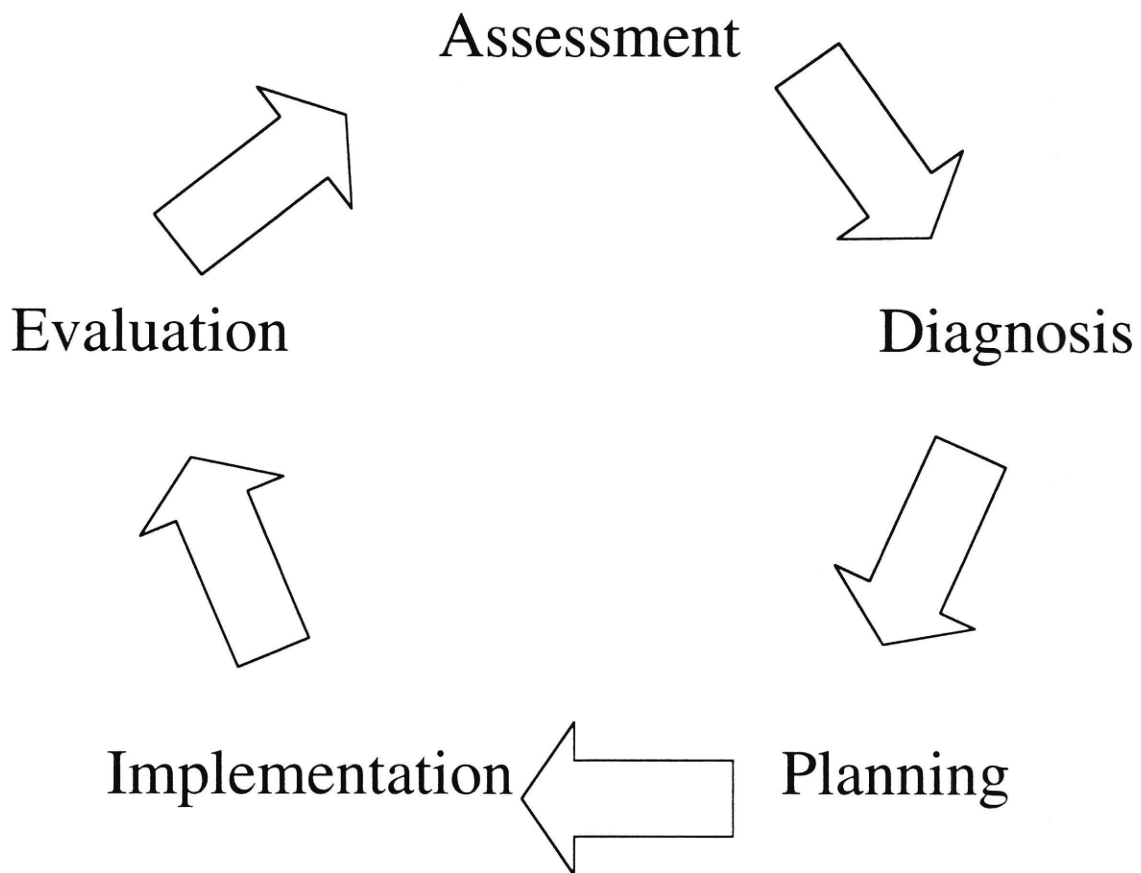 Assessment
Diagnosis
Planning
Implementation
Evaluation